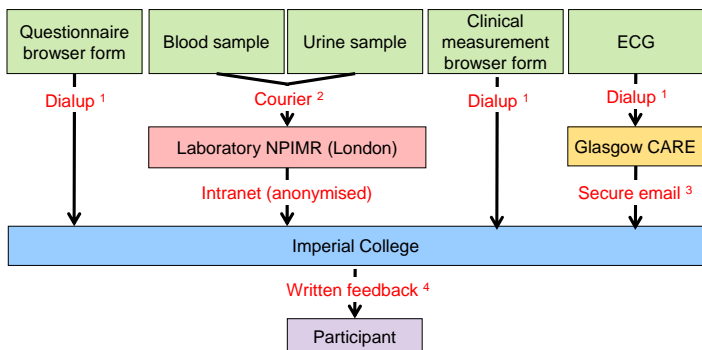 Questionnaire
browser form
Blood sample
Urine sample
Clinical
measurement
browser form
ECG
Dialup 1
Courier 2
Dialup 1
Dialup 1
Laboratory NPIMR (London)
Glasgow CARE
Intranet (anonymised)
Secure email 3
Imperial College
Written feedback 4
Participant